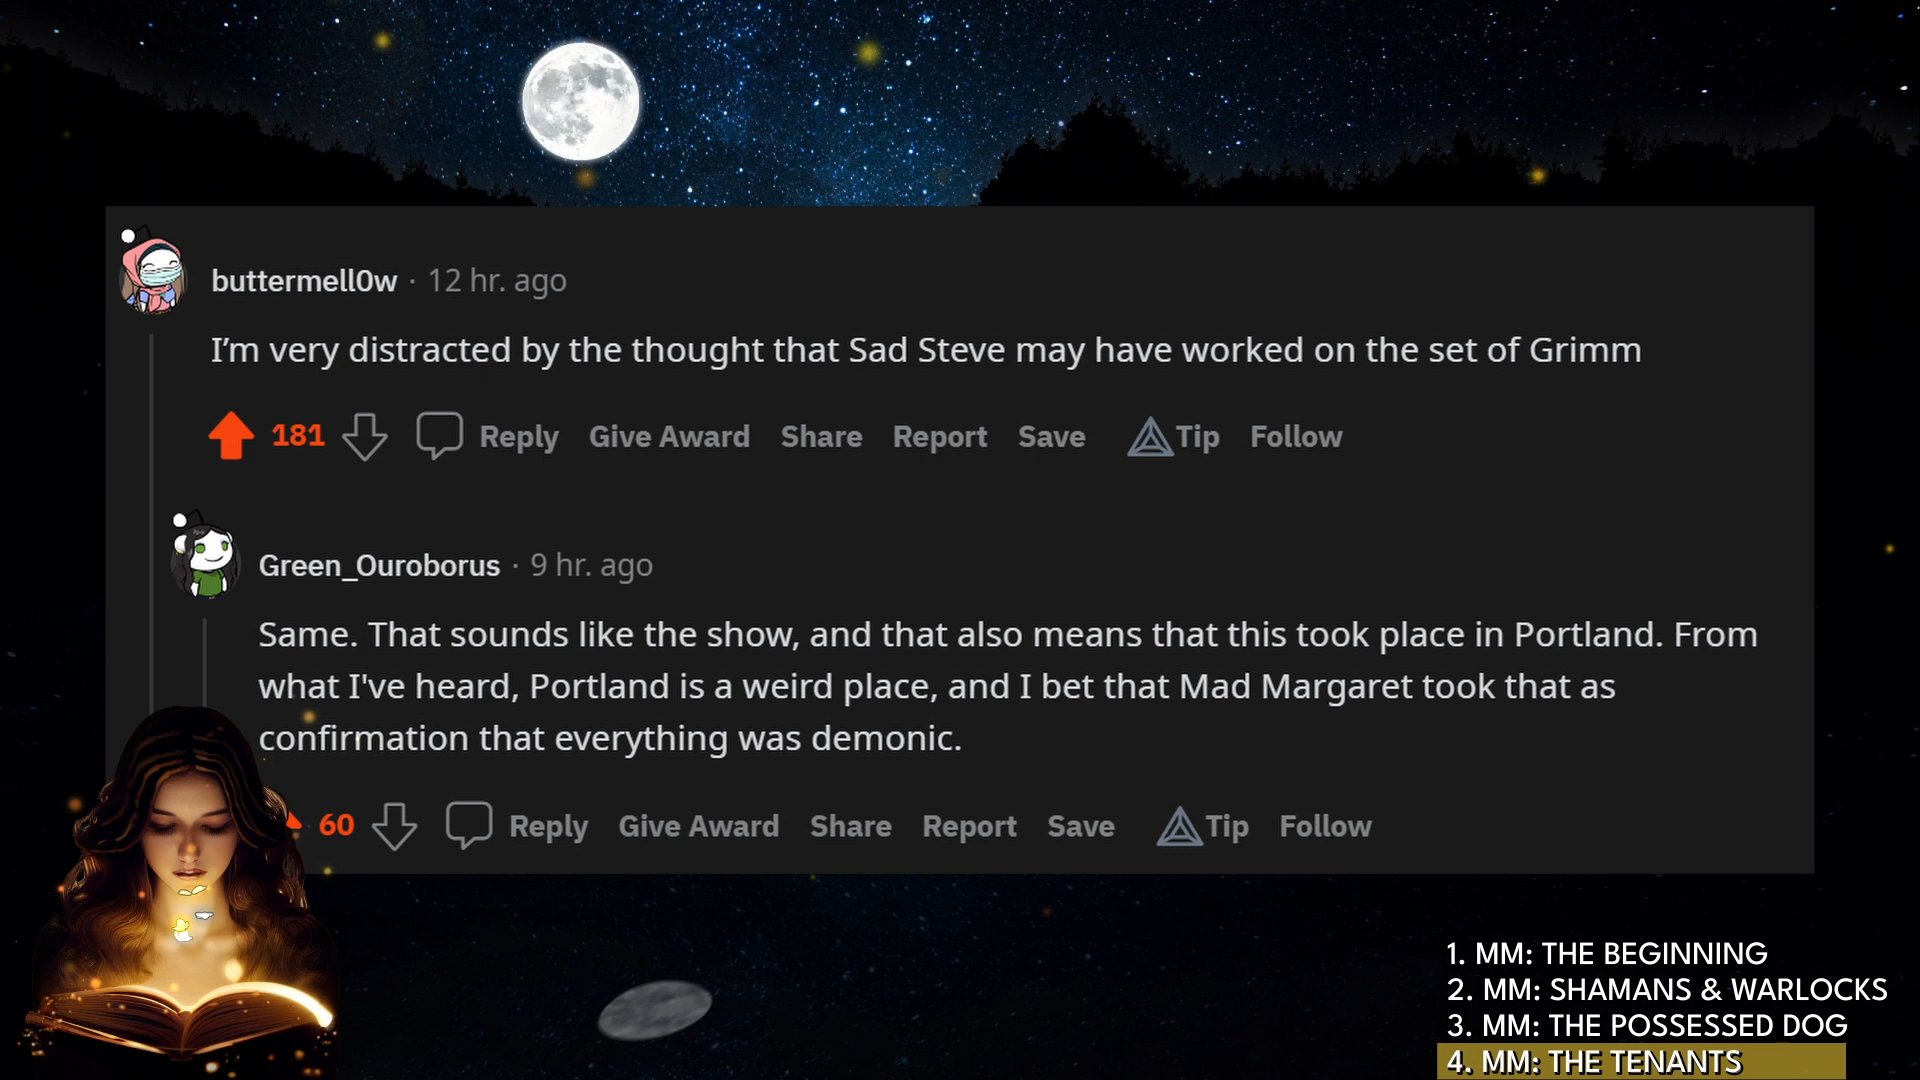 buttermell0w · 12 hr. ago
I'm very distracted by the thought that Sad Steve may have worked on the set of Grimm
181 Reply Give Award Share Report Save Tip Follow
Green_Ouroborus · 9 hr. ago
Same. That sounds like the show, and that also means that this took place in Portland. From
what I've heard, Portland is a weird place, and I bet that Mad Margaret took that as
confirmation that everything was demonic.
60 Reply Give Award Share Report Save Tip Follow
1. MM: THE BEGINNING
2. MM: SHAMANS & WARLOCKS
3. MM: THE POSSESSED DOG
4. MM: THE TENANTS